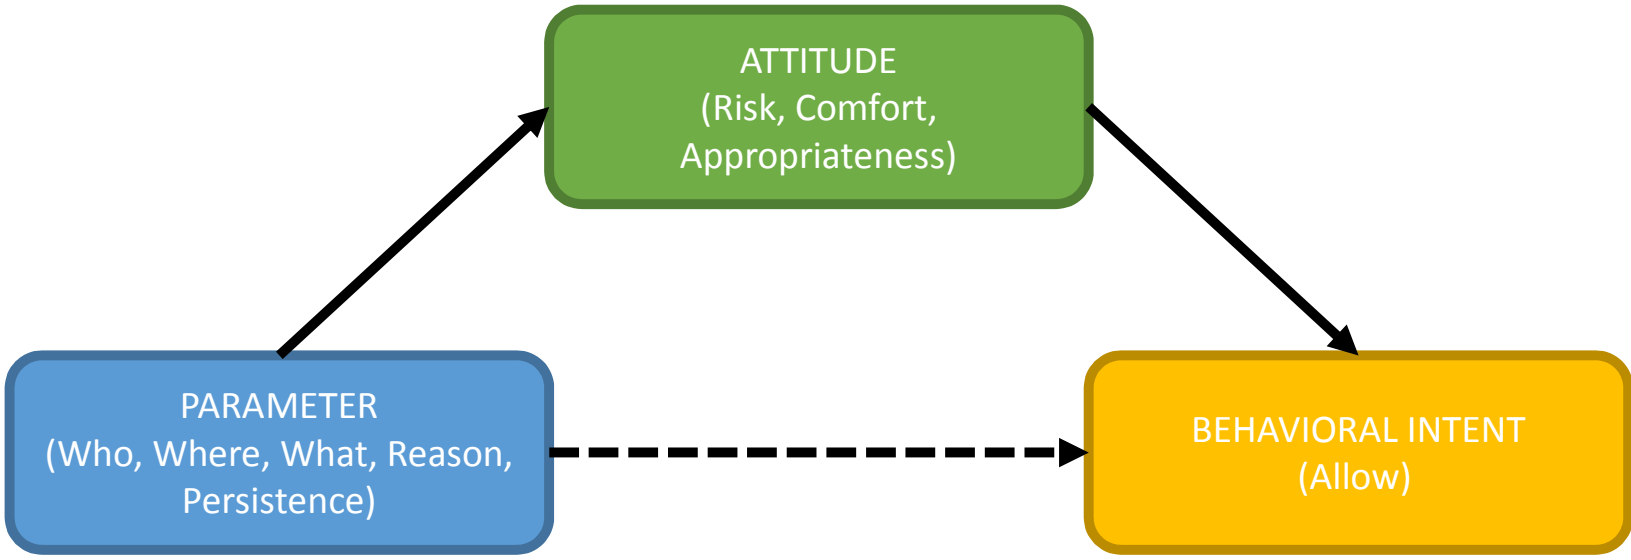 ATTITUDE
(Risk, Comfort,
Appropriateness)
PARAMETER
(Who, Where, What, Reason,
Persistence)
BEHAVIORAL INTENT
(Allow)